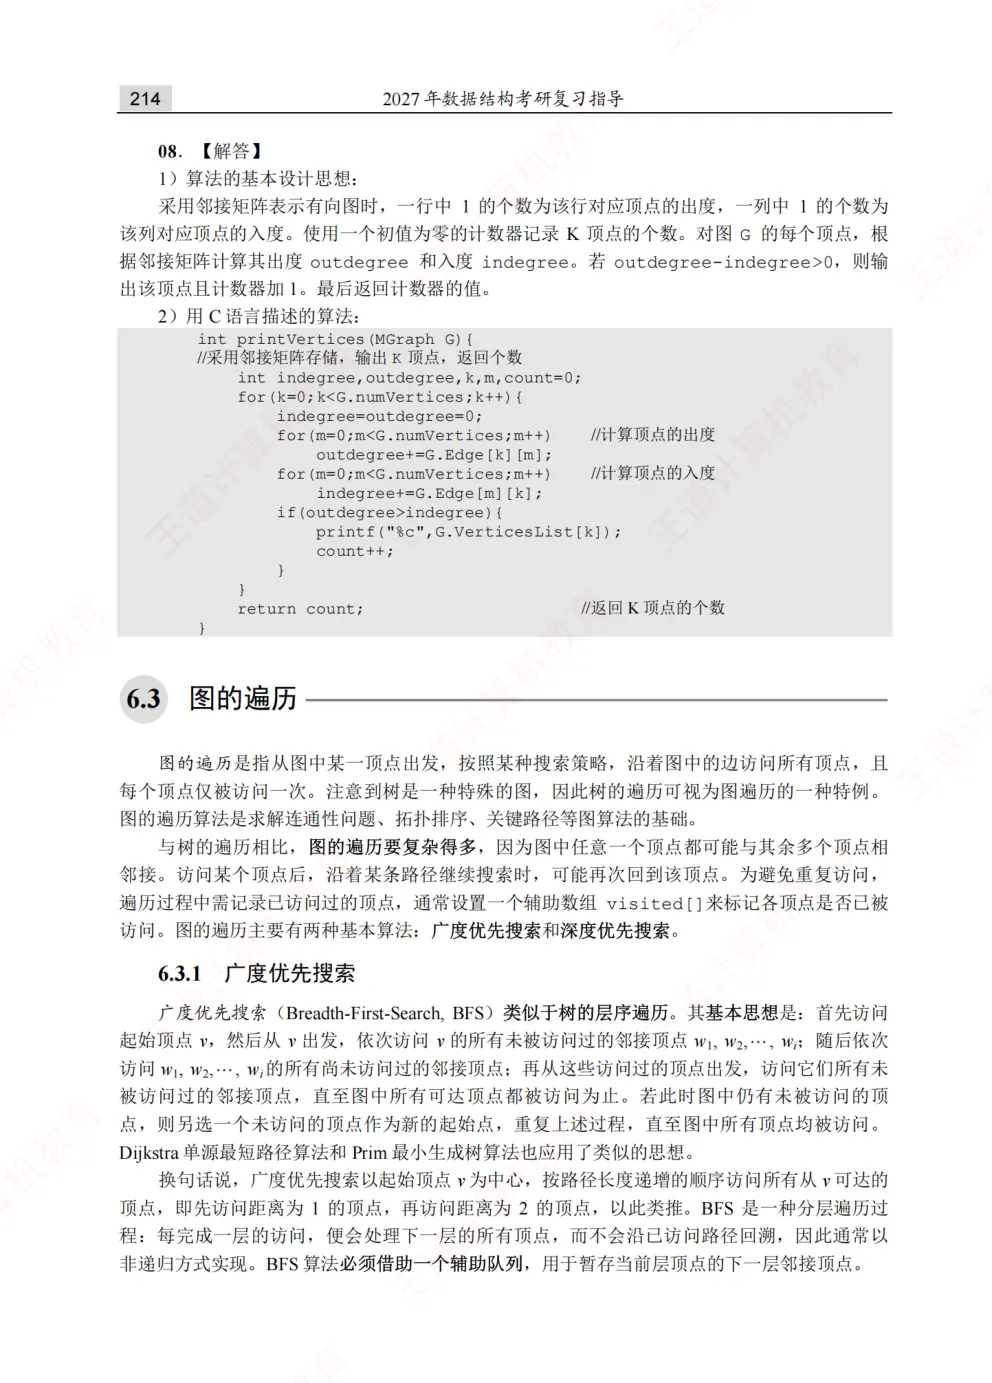 214
2027年数据结构考研复习指导
08．【解答】
1）算法的基本设计思想：
采用邻接矩阵表示有向图时，一行中 1 的个数为该行对应顶点的出度，一列中 1 的个数为
该列对应顶点的入度。使用一个初值为零的计数器记录 K 顶点的个数。对图 G 的每个顶点，根
据邻接矩阵计算其出度 outdegree 和入度 indegree。若 outdegree-indegree>0，则输
出该顶点且计数器加 1。最后返回计数器的值。
2）用 C 语言描述的算法：
int printVertices(MGraph G){
//采用邻接矩阵存储，输出 K 顶点，返回个数
int indegree,outdegree,k,m,count=0;
for(k=0;k<G.numVertices;k++){
indegree=outdegree=0;
for(m=0;m<G.numVertices;m++) //计算顶点的出度
outdegree+=G.Edge[k][m];
for(m=0;m<G.numVertices;m++) //计算顶点的入度
indegree+=G.Edge[m][k];
if(outdegree>indegree){
printf("%c",G.VerticesList[k]);
count++;
}
}
return count; //返回 K 顶点的个数
}
6.3 图的遍历
图的遍历是指从图中某一顶点出发，按照某种搜索策略，沿着图中的边访问所有顶点，且
每个顶点仅被访问一次。注意到树是一种特殊的图，因此树的遍历可视为图遍历的一种特例。
图的遍历算法是求解连通性问题、拓扑排序、关键路径等图算法的基础。
与树的遍历相比，图的遍历要复杂得多，因为图中任意一个顶点都可能与其余多个顶点相
邻接。访问某个顶点后，沿着某条路径继续搜索时，可能再次回到该顶点。为避免重复访问，
遍历过程中需记录已访问过的顶点，通常设置一个辅助数组 visited[]来标记各顶点是否已被
访问。图的遍历主要有两种基本算法：广度优先搜索和深度优先搜索。
6.3.1 广度优先搜索
广度优先搜索（Breadth-First-Search, BFS）类似于树的层序遍历。其基本思想是：首先访问
起始顶点 v，然后从 v 出发，依次访问 v 的所有未被访问过的邻接顶点 w₁, w₂,⋯, wᵢ；随后依次
访问 w₁, w₂,⋯, wᵢ的所有尚未访问过的邻接顶点；再从这些访问过的顶点出发，访问它们所有未
被访问过的邻接顶点，直至图中所有可达顶点都被访问为止。若此时图中仍有未被访问的顶
点，则另选一个未访问的顶点作为新的起始点，重复上述过程，直至图中所有顶点均被访问。
Dijkstra 单源最短路径算法和 Prim 最小生成树算法也应用了类似的思想。
换句话说，广度优先搜索以起始顶点 v 为中心，按路径长度递增的顺序访问所有从 v 可达的
顶点，即先访问距离为 1 的顶点，再访问距离为 2 的顶点，以此类推。BFS 是一种分层遍历过
程：每完成一层的访问，便会处理下一层的所有顶点，而不会沿已访问路径回溯，因此通常以
非递归方式实现。BFS 算法必须借助一个辅助队列，用于暂存当前层顶点的下一层邻接顶点。
王道计算机教育